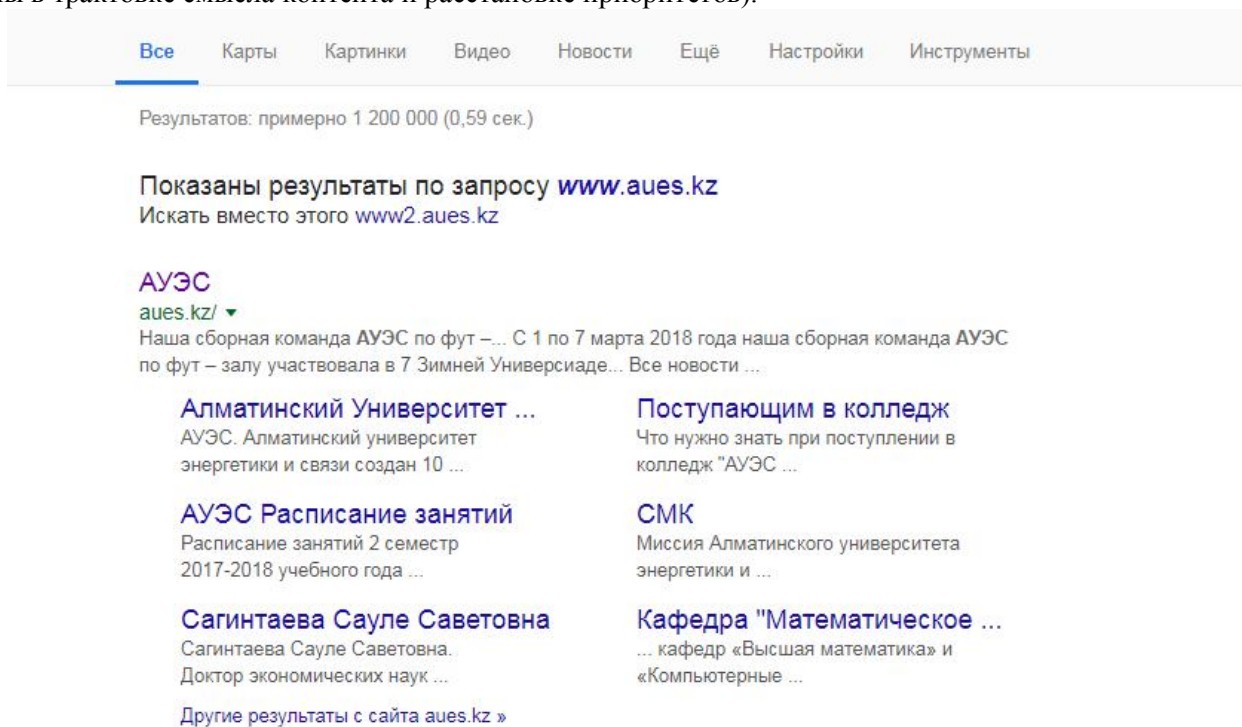 в трактовке смысла контента и расстановке приоритетов).
Все Карты Картинки Видео Новости Ещё Настройки Инструменты
Результатов: примерно 1 200 000 (0,59 сек.)
Показаны результаты по запросу www.aues.kz
Искать вместо этого www2.aues.kz
АУЭС
aues.kz/
Наша сборная команда АУЭС по фут –... С 1 по 7 марта 2018 года наша сборная команда АУЭС
по фут – залу участвовала в 7 Зимней Универсиаде... Все новости ...
Алматинский Университет ...
АУЭС. Алматинский университет
энергетики и связи создан 10 ...
Поступающим в колледж
Что нужно знать при поступлении в
колледж "АУЭС ...
АУЭС Расписание занятий
Расписание занятий 2 семестр
2017-2018 учебного года ...
СМК
Миссия Алматинского университета
энергетики и ...
Сагинтаева Сауле Саветовна
Сагинтаева Сауле Саветовна.
Доктор экономических наук ...
Кафедра "Математическое ...
... кафедр «Высшая математика» и
«Компьютерные ...
Другие результаты с сайта aues.kz »